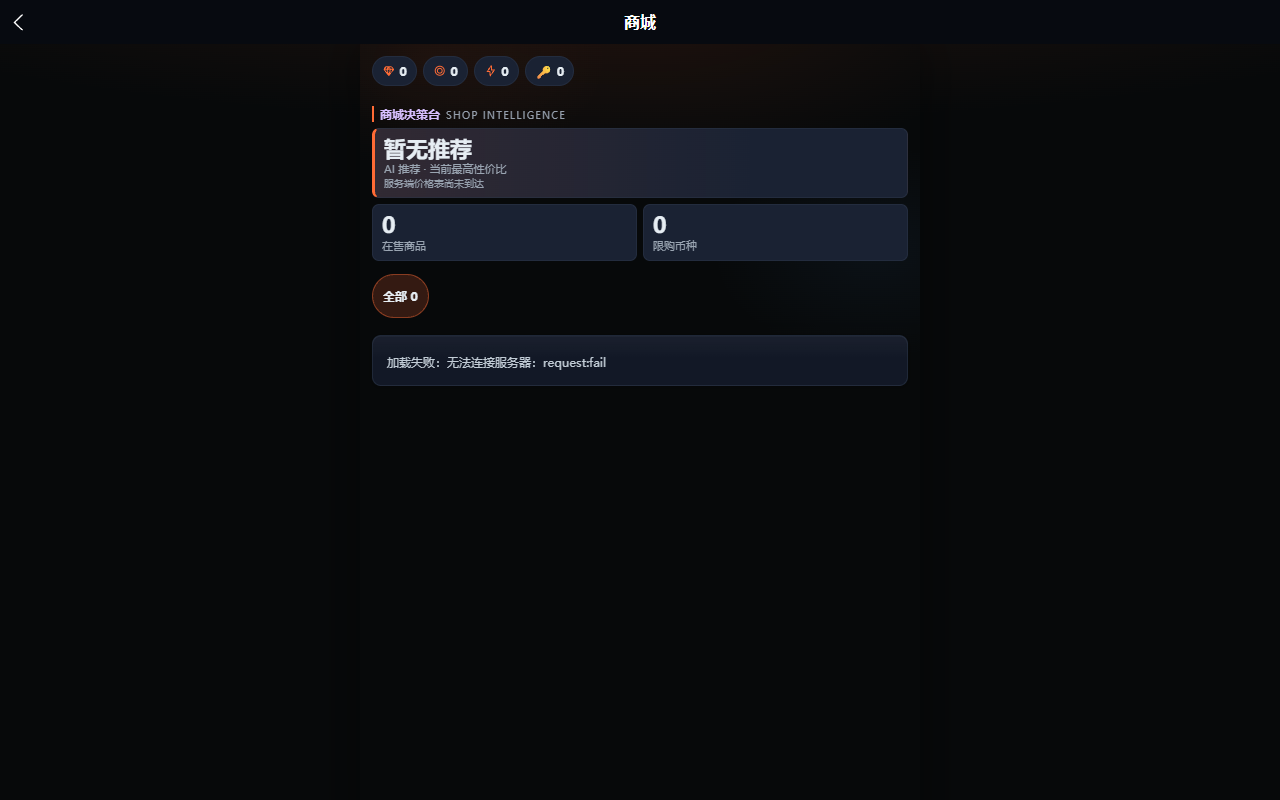 商城
0 0 0 0
商城决策台 SHOP INTELLIGENCE
暂无推荐
AI 推荐 · 当前最高性价比
服务端价格表尚未到达
0 0
在售商品 限购币种
全部 0
加载失败：无法连接服务器：request:fail